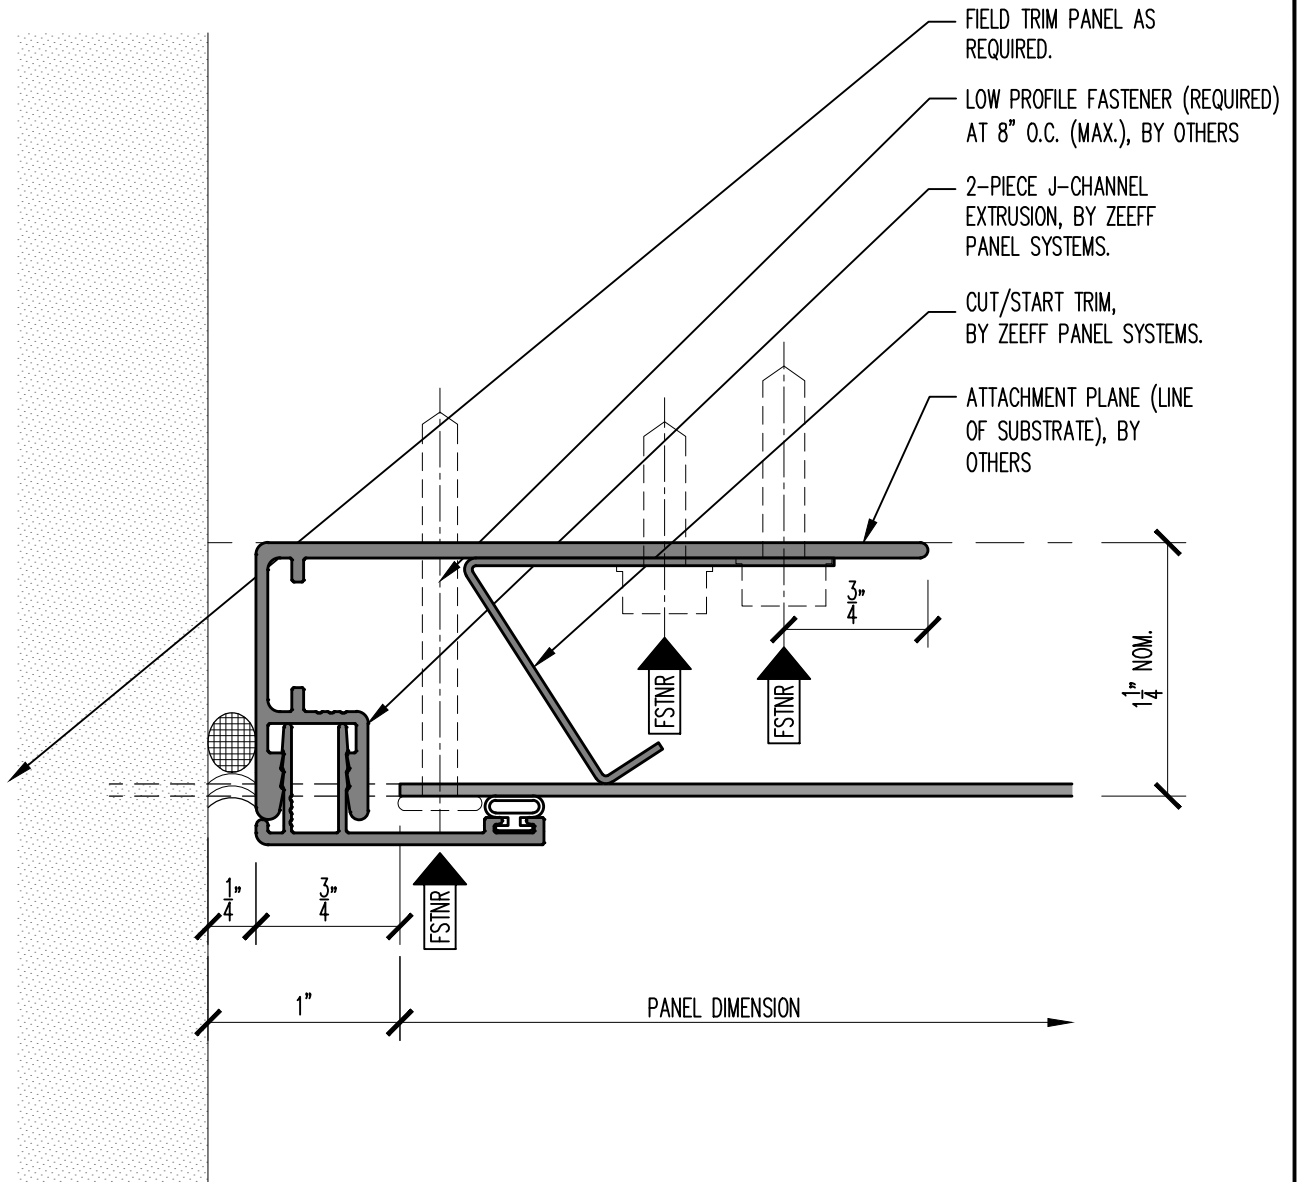 FIELD TRIM PANEL AS
REQUIRED.
LOW PROFILE FASTENER (REQUIRED)
AT 8" O.C. (MAX.), BY OTHERS
2-PIECE J-CHANNEL
EXTRUSION, BY ZEEFF
PANEL SYSTEMS.
CUT/START TRIM,
BY ZEEFF PANEL SYSTEMS.
ATTACHMENT PLANE (LINE
OF SUBSTRATE), BY
OTHERS
3/4"
1 1/4" NOM.
FSTNR
FSTNR
1/4"
3/4"
FSTNR
1"
PANEL DIMENSION